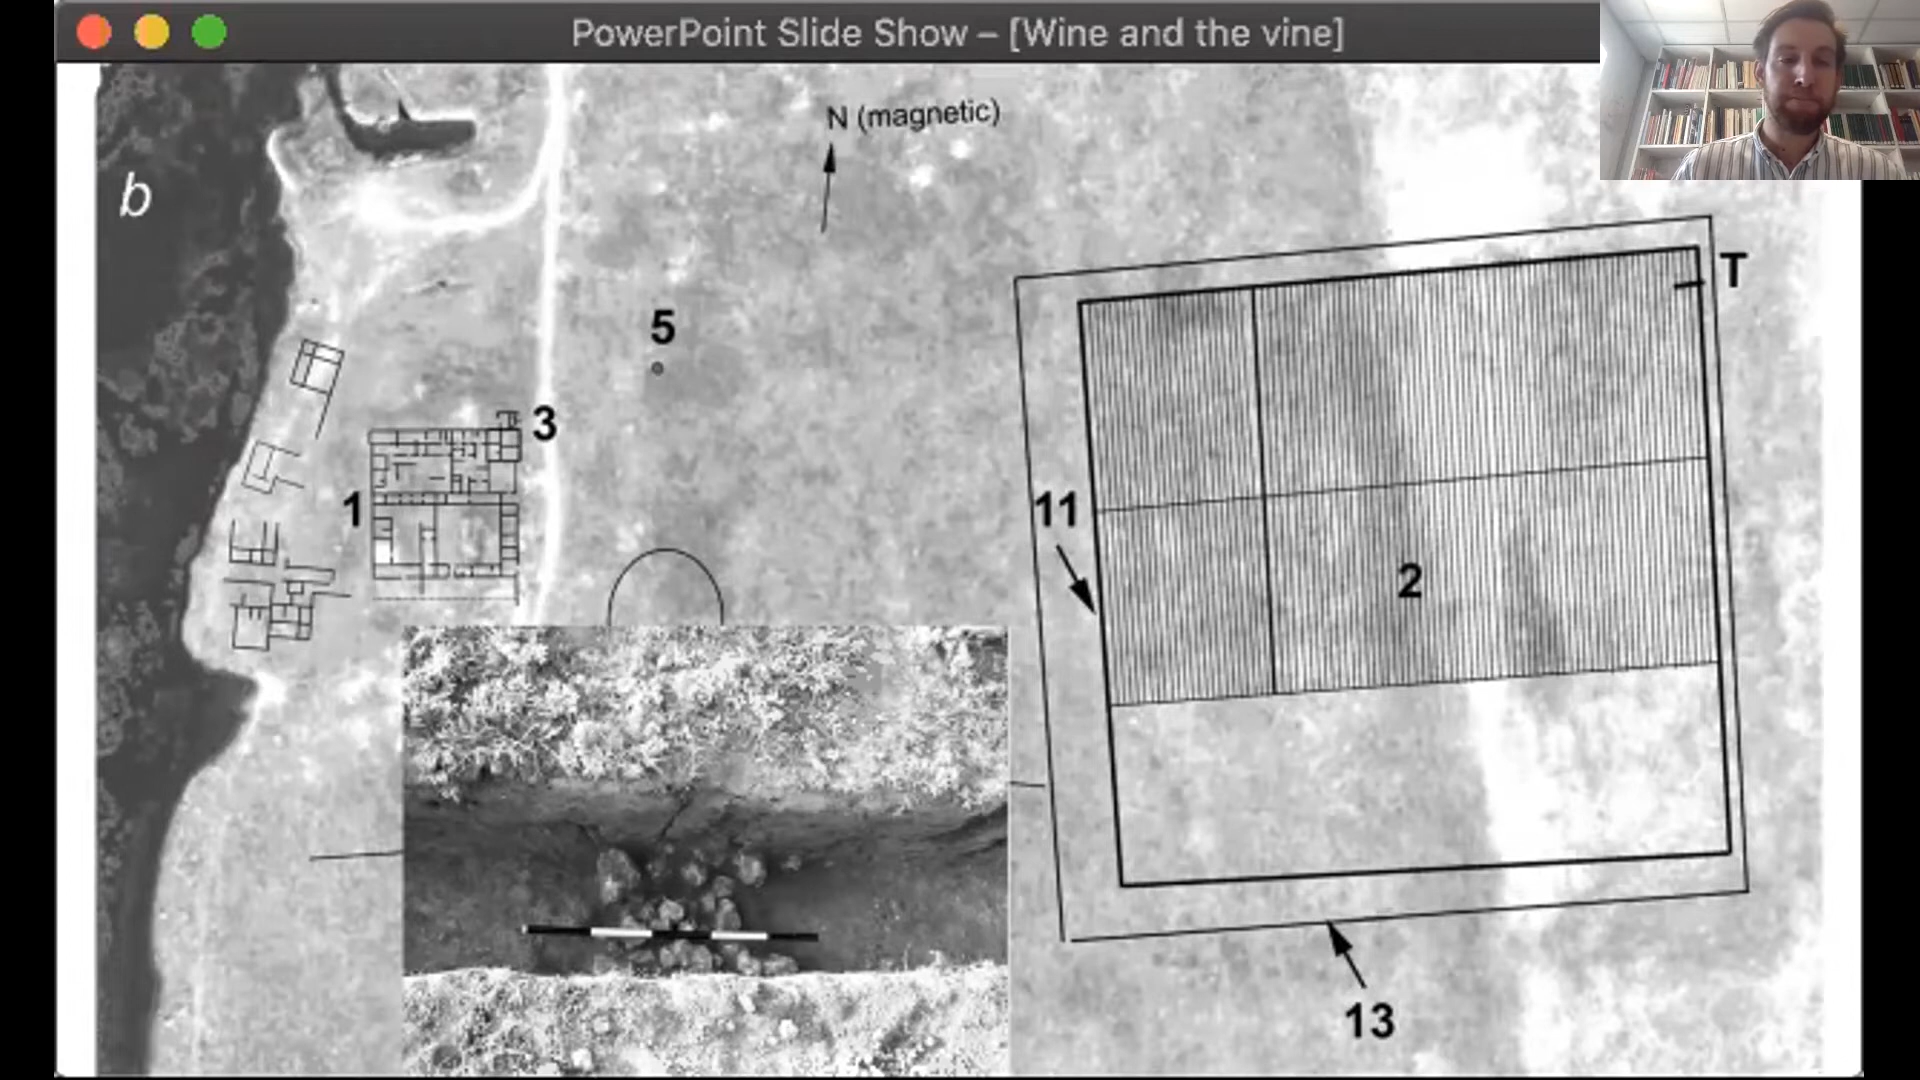 PowerPoint Slide Show – [Wine and the vine]
N (magnetic)
b
T
5
3
1
11
2
13